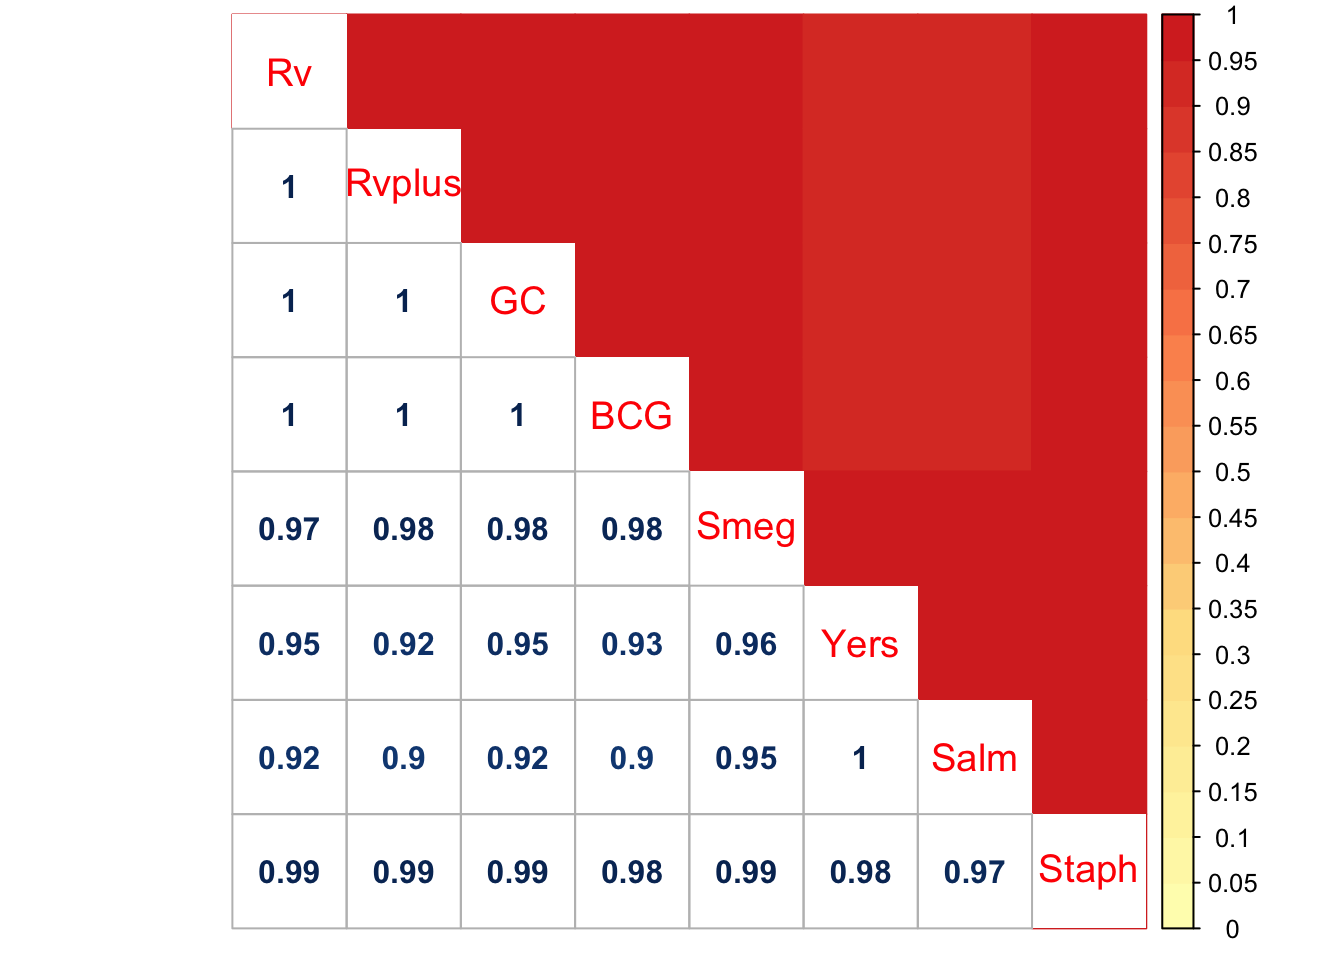 Rv
1 Rvplus
1 1 GC
1 1 1 BCG
0.97 0.98 0.98 0.98 Smeg
0.95 0.92 0.95 0.93 0.96 Yers
0.92 0.9 0.92 0.9 0.95 1 Salm
0.99 0.99 0.99 0.98 0.99 0.98 0.97 Staph
1
0.95
0.9
0.85
0.8
0.75
0.7
0.65
0.6
0.55
0.5
0.45
0.4
0.35
0.3
0.25
0.2
0.15
0.1
0.05
0